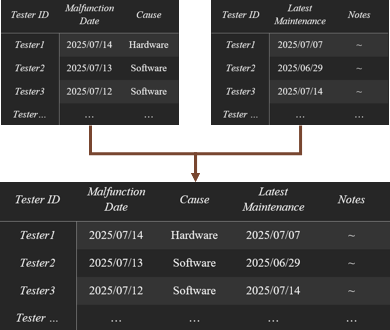 Tester ID Malfunction Date Cause
Tester1 2025/07/14 Hardware
Tester2 2025/07/13 Software
Tester3 2025/07/12 Software
Tester… … …
Tester ID Latest Maintenance Notes
Tester1 2025/07/07 ~
Tester2 2025/06/29 ~
Tester3 2025/07/14 ~
Tester … … …
Tester ID Malfunction Date Cause Latest Maintenance Notes
Tester1 2025/07/14 Hardware 2025/07/07 ~
Tester2 2025/07/13 Software 2025/06/29 ~
Tester3 2025/07/12 Software 2025/07/14 ~
Tester … … … … …